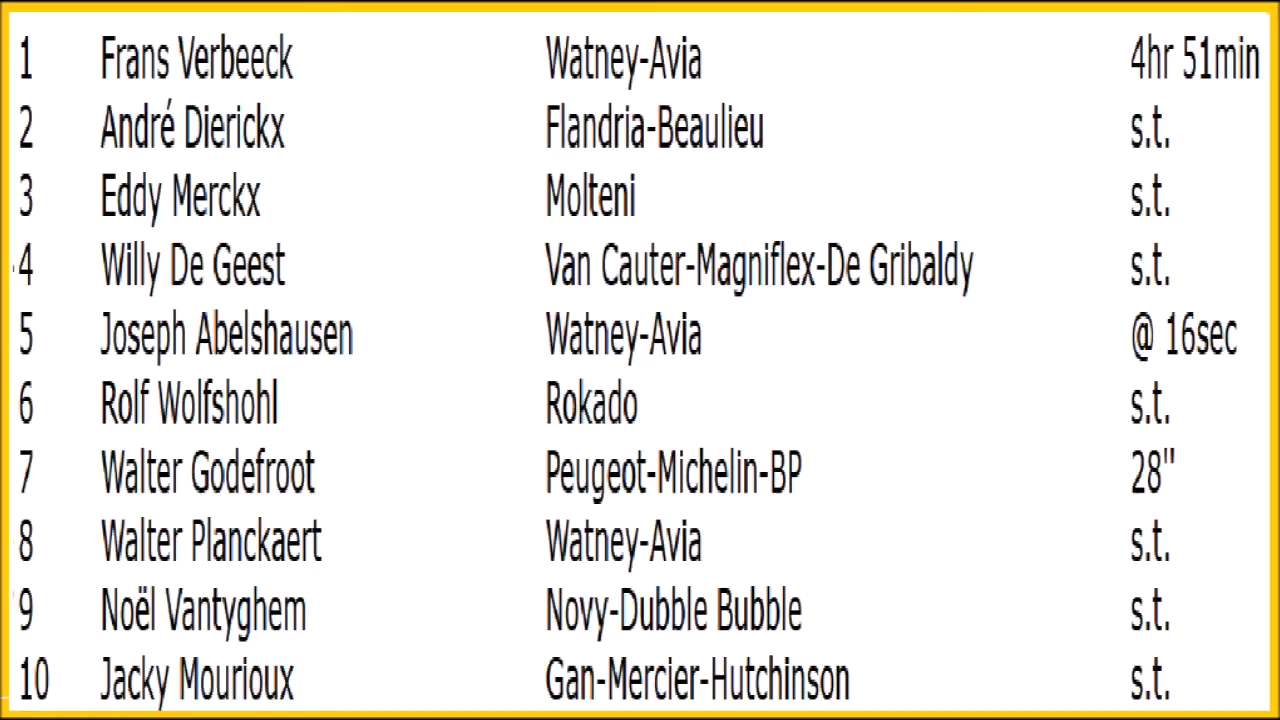 1 Frans Verbeeck Watney-Avia 4hr 51min
2 André Dierickx Flandria-Beaulieu s.t.
3 Eddy Merckx Molteni s.t.
4 Willy De Geest Van Cauter-Magniflex-De Gribaldy s.t.
5 Joseph Abelshausen Watney-Avia @ 16sec
6 Rolf Wolfshohl Rokado s.t.
7 Walter Godefroot Peugeot-Michelin-BP 28"
8 Walter Planckaert Watney-Avia s.t.
9 Noël Vantyghem Novy-Dubble Bubble s.t.
10 Jacky Mourioux Gan-Mercier-Hutchinson s.t.